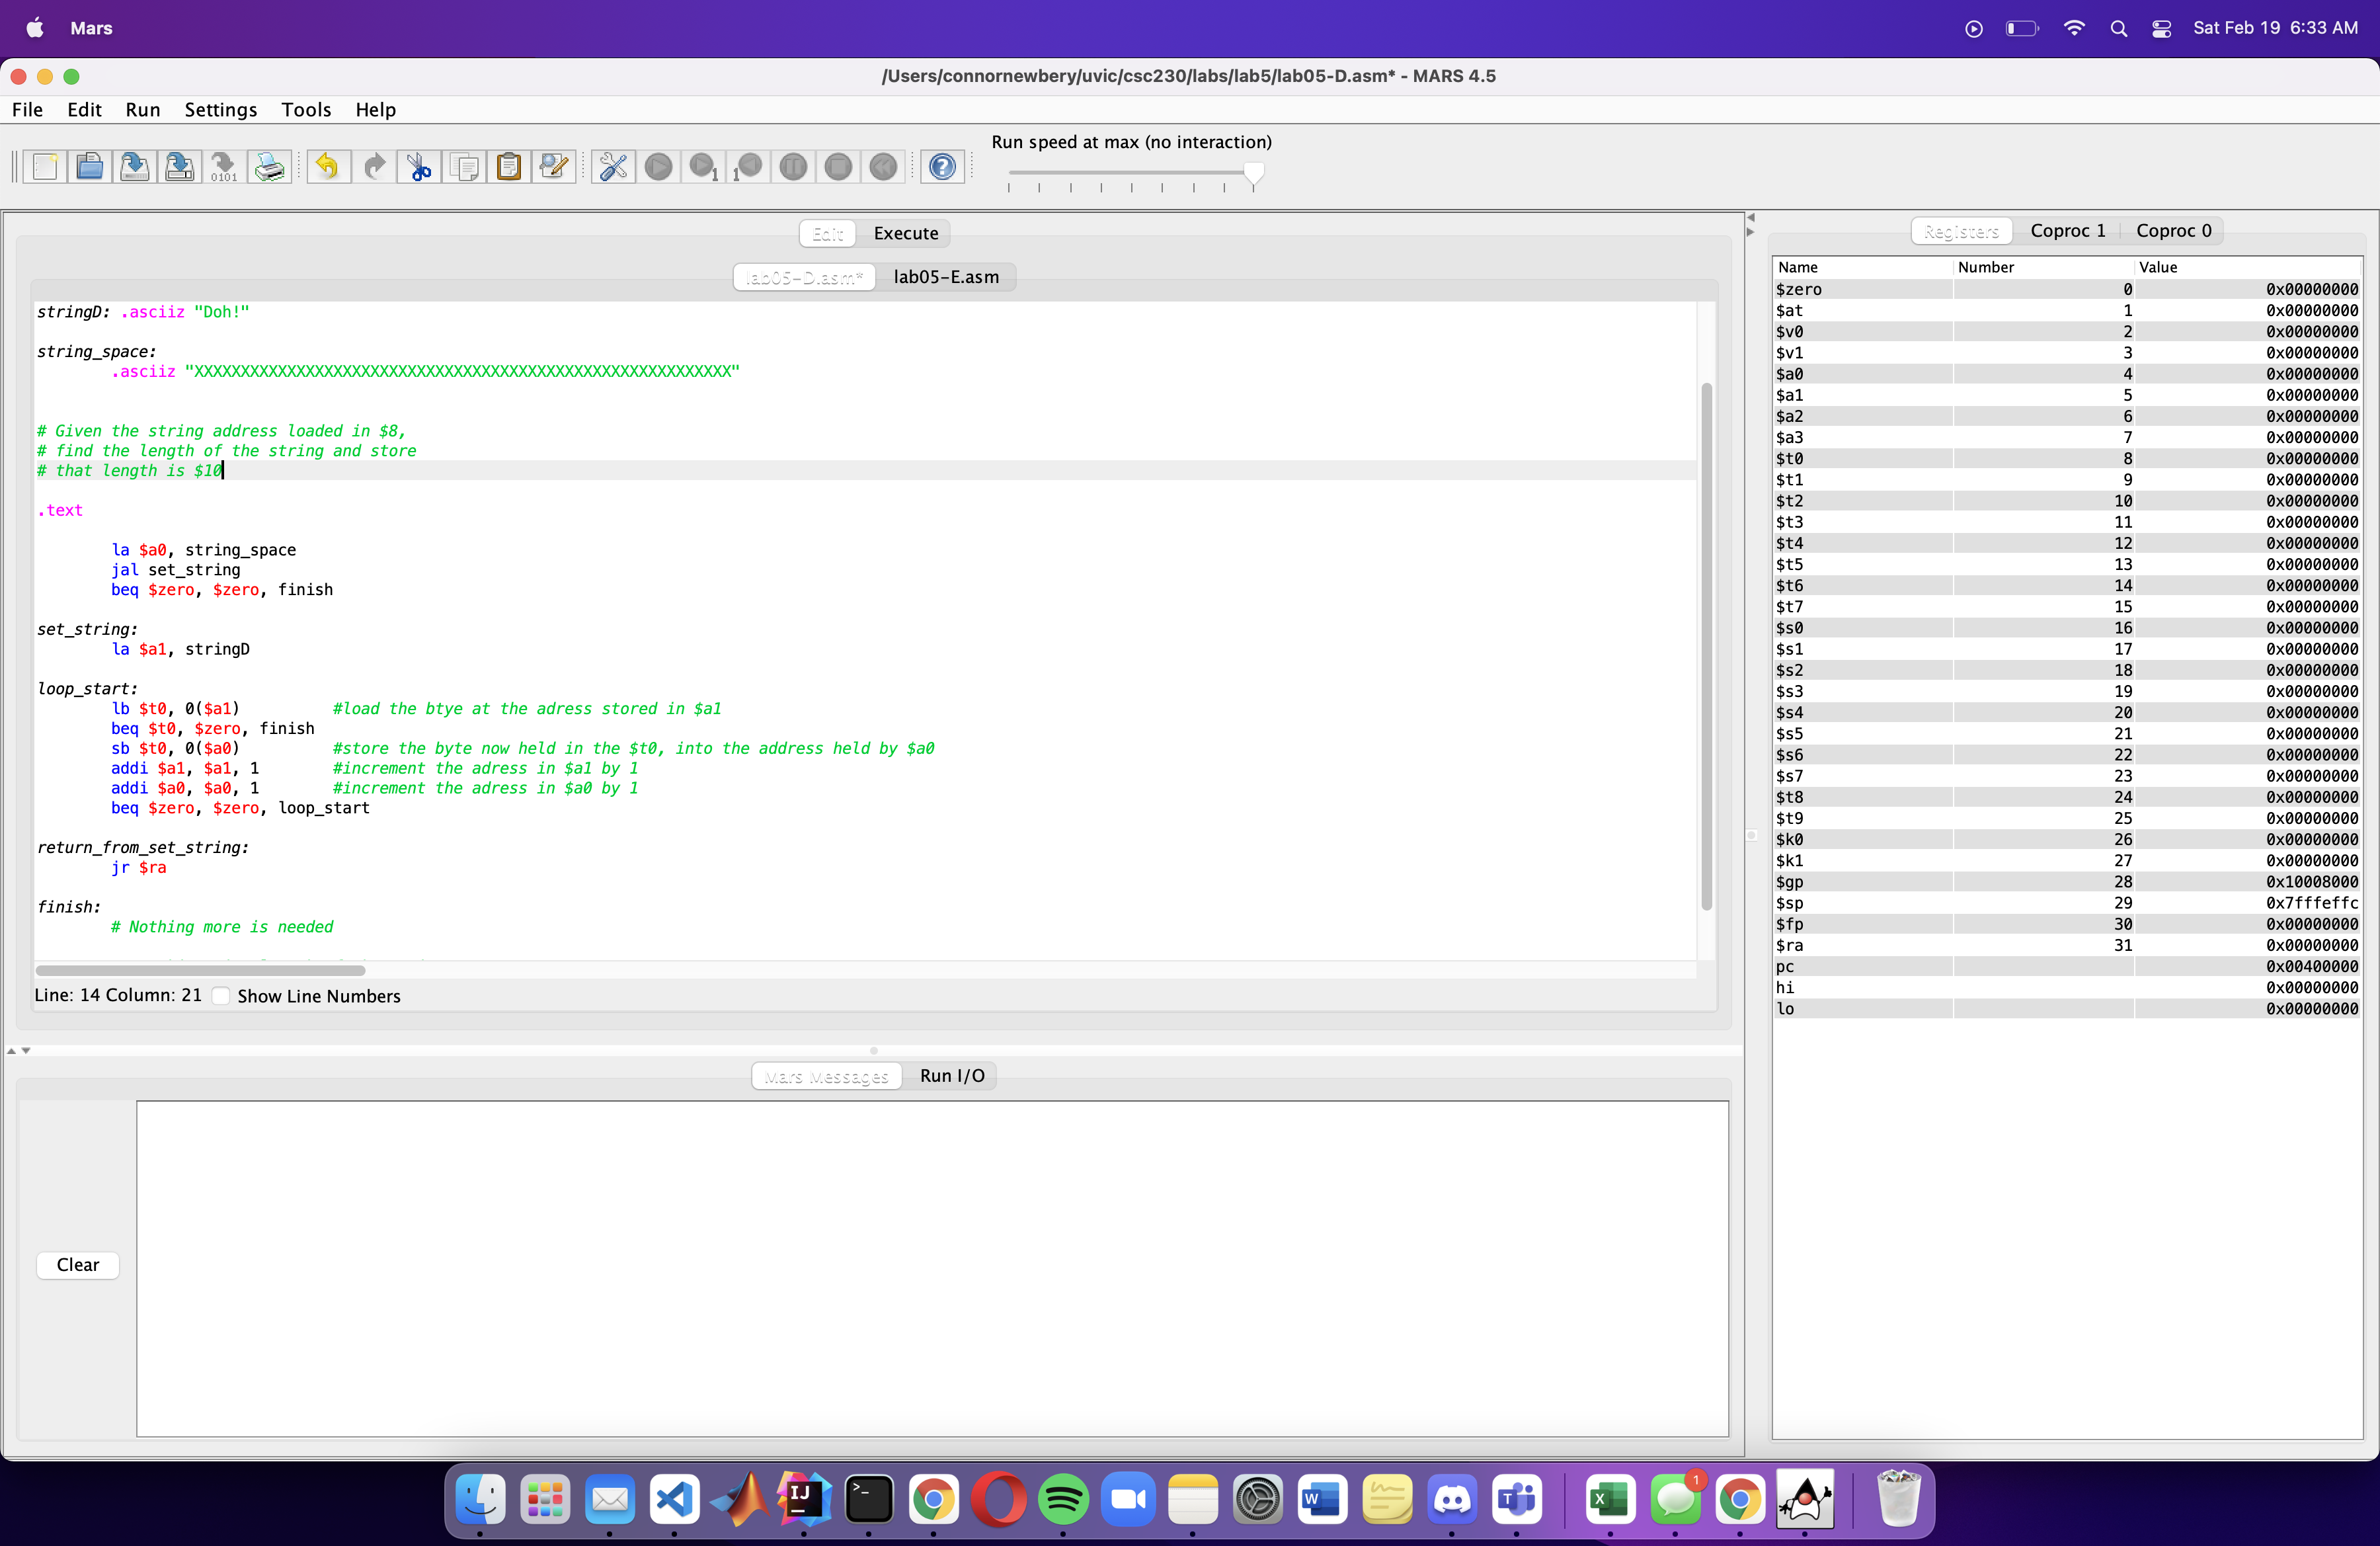 Mars
Sat Feb 19 6:33 AM
/Users/connornewbery/uvic/csc230/labs/lab5/lab05-D.asm* - MARS 4.5
File Edit Run Settings Tools Help
Run speed at max (no interaction)
0101
1
1
Edit Execute
lab05-D.asm* lab05-E.asm
stringD: .asciiz "Doh!"
string_space:
# Given the string address loaded in $8,
# find the length of the string and store
# that length is $10
.text
la $a0, string_space
jal set_string
beq $zero, $zero, finish
set_string:
la $a1, stringD
loop_start:
lb $t0, 0($a1) #load the btye at the adress stored in $a1
beq $t0, $zero, finish
sb $t0, 0($a0) #store the byte now held in the $t0, into the address held by $a0
addi $a1, $a1, 1 #increment the adress in $a1 by 1
addi $a0, $a0, 1 #increment the adress in $a0 by 1
beq $zero, $zero, loop_start
return_from_set_string:
jr $ra
finish:
# Nothing more is needed
Line: 14 Column: 21 Show Line Numbers
Mars Messages Run I/O
Clear
Registers Coproc 1 Coproc 0
Name Number Value
$zero 0 0x00000000
$at 1 0x00000000
$v0 2 0x00000000
$v1 3 0x00000000
$a0 4 0x00000000
$a1 5 0x00000000
$a2 6 0x00000000
$a3 7 0x00000000
$t0 8 0x00000000
$t1 9 0x00000000
$t2 10 0x00000000
$t3 11 0x00000000
$t4 12 0x00000000
$t5 13 0x00000000
$t6 14 0x00000000
$t7 15 0x00000000
$s0 16 0x00000000
$s1 17 0x00000000
$s2 18 0x00000000
$s3 19 0x00000000
$s4 20 0x00000000
$s5 21 0x00000000
$s6 22 0x00000000
$s7 23 0x00000000
$t8 24 0x00000000
$t9 25 0x00000000
$k0 26 0x00000000
$k1 27 0x00000000
$gp 28 0x10008000
$sp 29 0x7fffeffc
$fp 30 0x00000000
$ra 31 0x00000000
pc 0x00400000
hi 0x00000000
lo 0x00000000
IJ
>_
W
T
X
1